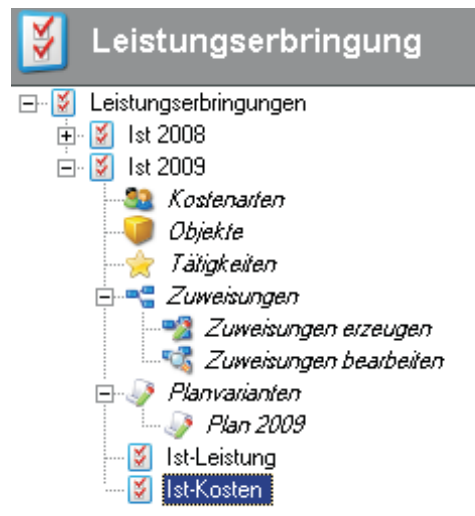 Leistungserbringung
Leistungserbringungen
Ist 2008
Ist 2009
Kostenarten
Objekte
Tätigkeiten
Zuweisungen
Zuweisungen erzeugen
Zuweisungen bearbeiten
Planvarianten
Plan 2009
Ist-Leistung
Ist-Kosten